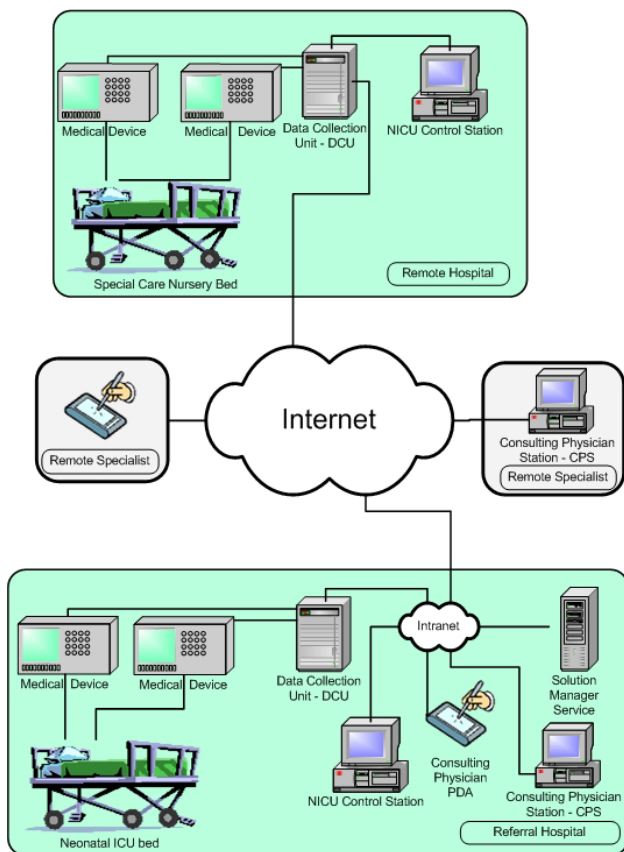 Medical Device
Medical Device
Data Collection
Unit - DCU
NICU Control Station
Special Care Nursery Bed
Remote Hospital
Internet
Remote Specialist
Consulting Physician
Station - CPS
Remote Specialist
Medical Device
Medical Device
Data Collection
Unit - DCU
Intranet
Solution
Manager
Service
NICU Control Station
Consulting
Physician
PDA
Consulting Physician
Station - CPS
Neonatal ICU bed
Referral Hospital